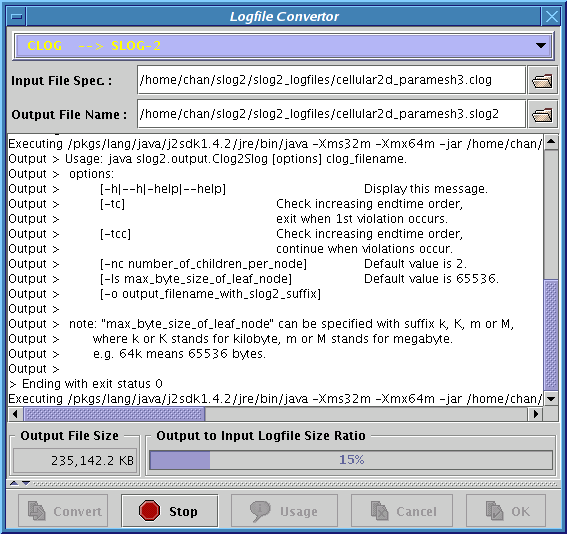 Logfile Convertor
CLOG --> SLOG-2
Input File Spec. : /home/chan/slog2/slog2_logfiles/cellular2d_paramesh3.clog
Output File Name : /home/chan/slog2/slog2_logfiles/cellular2d_paramesh3.slog2
Executing /pkgs/lang/java/j2sdk1.4.2/jre/bin/java -Xms32m -Xmx64m -jar /home/chan/
Output > Usage: java slog2.output.Clog2Slog [options] clog_filename.
Output > options:
Output > [-h|--h|-help|--help] Display this message.
Output > [-tc] Check increasing endtime order,
Output > exit when 1st violation occurs.
Output > [-tcc] Check increasing endtime order,
Output > continue when violations occur.
Output > [-nc number_of_children_per_node] Default value is 2.
Output > [-ls max_byte_size_of_leaf_node] Default value is 65536.
Output > [-o output_filename_with_slog2_suffix]
Output >
Output > note: "max_byte_size_of_leaf_node" can be specified with suffix k, K, m or M,
Output > where k or K stands for kilobyte, m or M stands for megabyte.
Output > e.g. 64k means 65536 bytes.
Output >
> Ending with exit status 0
Executing /pkgs/lang/java/j2sdk1.4.2/jre/bin/java -Xms32m -Xmx64m -jar /home/chan/
Output File Size Output to Input Logfile Size Ratio
235,142.2 KB 15%
Convert Stop Usage Cancel OK